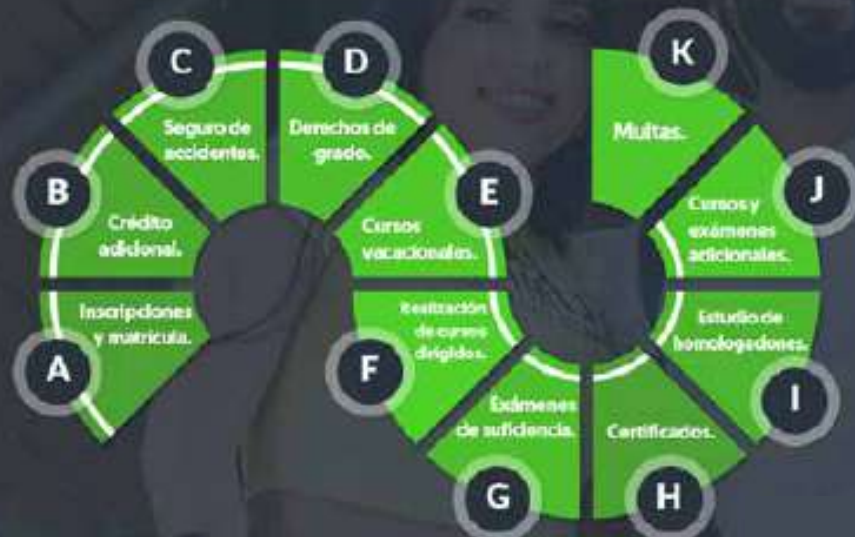 A
Inscripciones
y matrícula.
B
Crédito
adicional.
C
Seguro de
accidentes.
D
Derechos de
grado.
E
Cursos
vacacionales.
F
Realización
de cursos
dirigidos.
G
Exámenes
de suficiencia.
H
Certificados.
I
Estudio de
homologaciones.
J
Cursos y
exámenes
adicionales.
K
Multas.